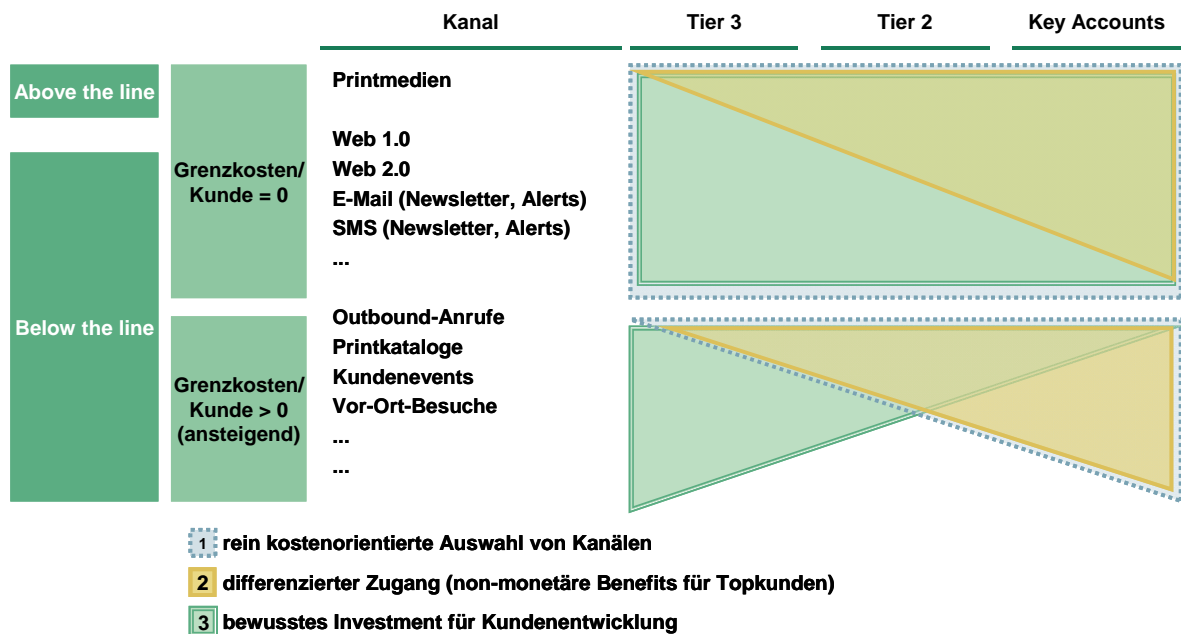 Kanal
Tier 3
Tier 2
Key Accounts
Above the line
Below the line
Grenzkosten/
Kunde = 0
Printmedien
Web 1.0
Web 2.0
E-Mail (Newsletter, Alerts)
SMS (Newsletter, Alerts)
...
Grenzkosten/
Kunde > 0
(ansteigend)
Outbound-Anrufe
Printkataloge
Kundenevents
Vor-Ort-Besuche
...
...
1 rein kostenorientierte Auswahl von Kanälen
2 differenzierter Zugang (non-monetäre Benefits für Topkunden)
3 bewusstes Investment für Kundenentwicklung